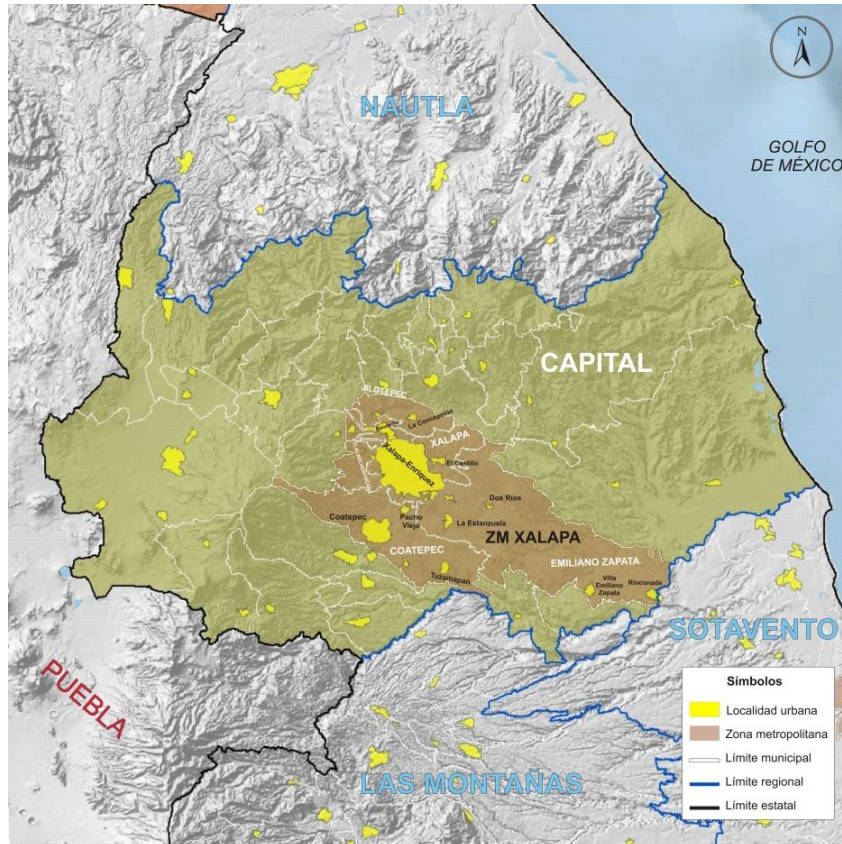 N
NAUTLA
GOLFO
DE MÉXICO
CAPITAL
JILOTEPEC
La Concepción
XALAPA
Xalapa-Enríquez
El Castillo
Dos Ríos
Coatepec
Pacho
Viejo
La Estanzuela
ZM XALAPA
COATEPEC
EMILIANO ZAPATA
Tuzamapan
Villa
Emiliano
Zapata
Rinconada
SOTAVENTO
PUEBLA
LAS MONTAÑAS
Símbolos
Localidad urbana
Zona metropolitana
Límite municipal
Límite regional
Límite estatal